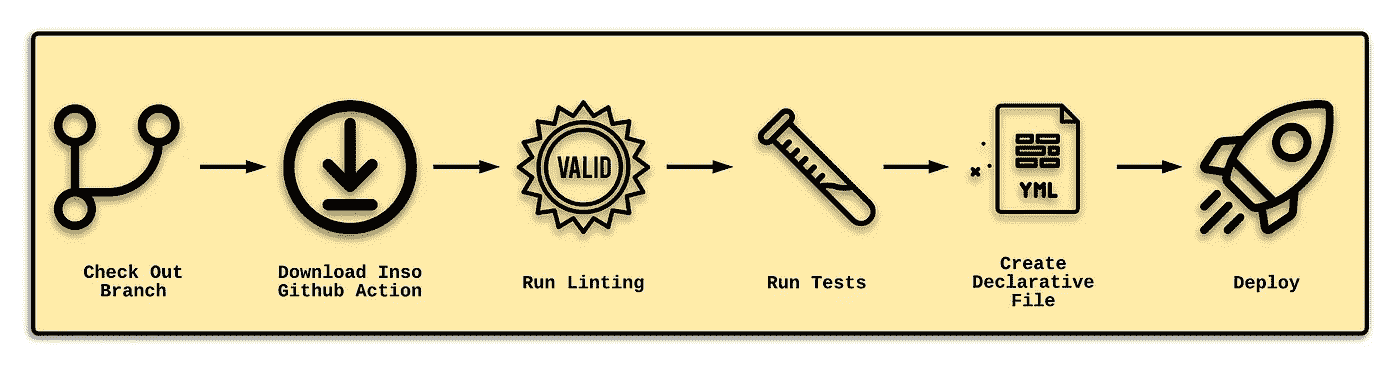 VALID
YML
Check Out
Branch
Download Inso
Github Action
Run Linting
Run Tests
Create
Declarative
File
Deploy